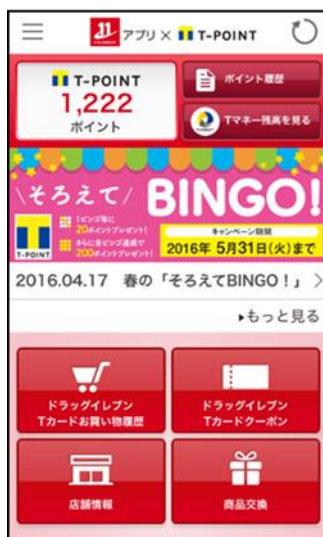 アプリ × T-POINT
T-POINT
1,222
ポイント
ポイント履歴
Tマネー残高を見る
\そろえて/ BINGO!
T-POINT
1ビンゴ毎に
20ポイントプレゼント!
さらに全ビンゴ達成で
200ポイントプレゼント!
キャンペーン期間
2016年 5月31日(火)まで
2016.04.17 春の「そろえてBINGO!」 >
▸もっと見る
ドラッグイレブン
Tカードお買い物履歴
ドラッグイレブン
Tカードクーポン
店舗情報
商品交換